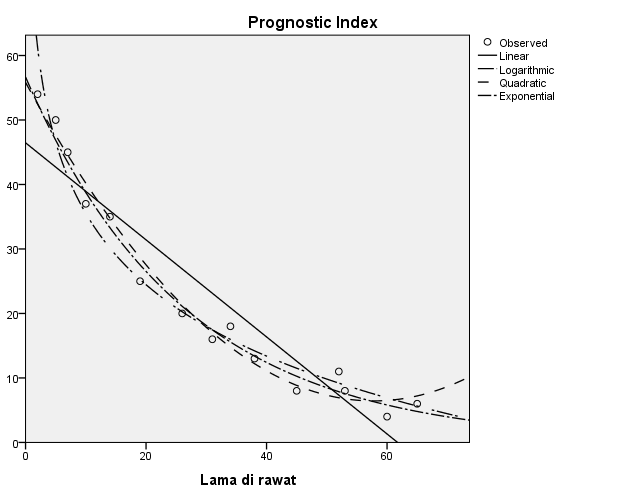 Prognostic Index
60
50
40
30
20
10
0
0 20 40 60
Lama di rawat
Observed
Linear
Logarithmic
Quadratic
Exponential